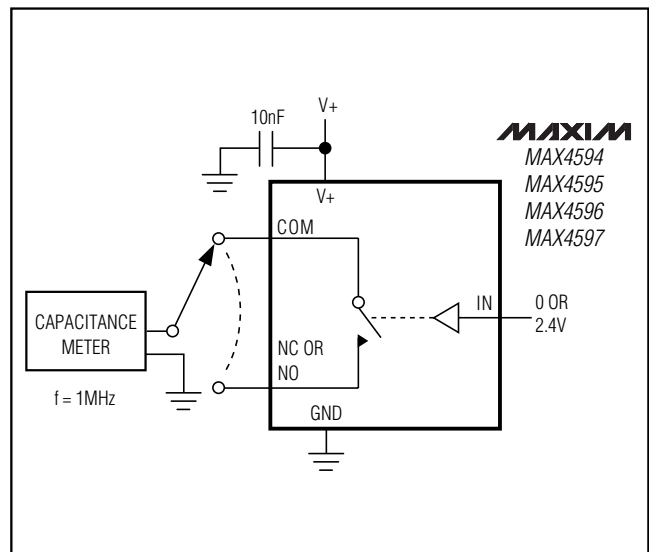 10nF
V+
V+
MAXIM
MAX4594
MAX4595
MAX4596
MAX4597
COM
IN
0 OR
2.4V
CAPACITANCE
METER
NC OR
NO
f = 1MHz
GND